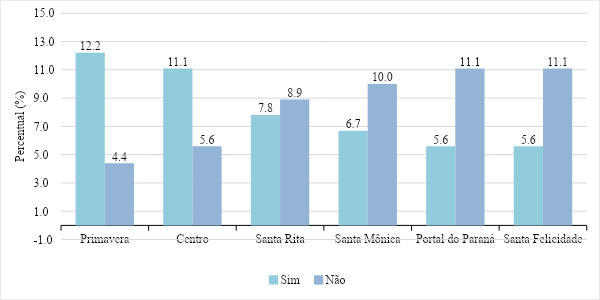 15.0
13.0
11.0
9.0
7.0
5.0
3.0
1.0
-1.0
Percentual (%)
12.2 4.4 11.1 5.6 7.8 8.9 6.7 10.0 5.6 11.1 5.6 11.1
Primavera Centro Santa Rita Santa Mônica Portal do Paraná Santa Felicidade
Sim Não